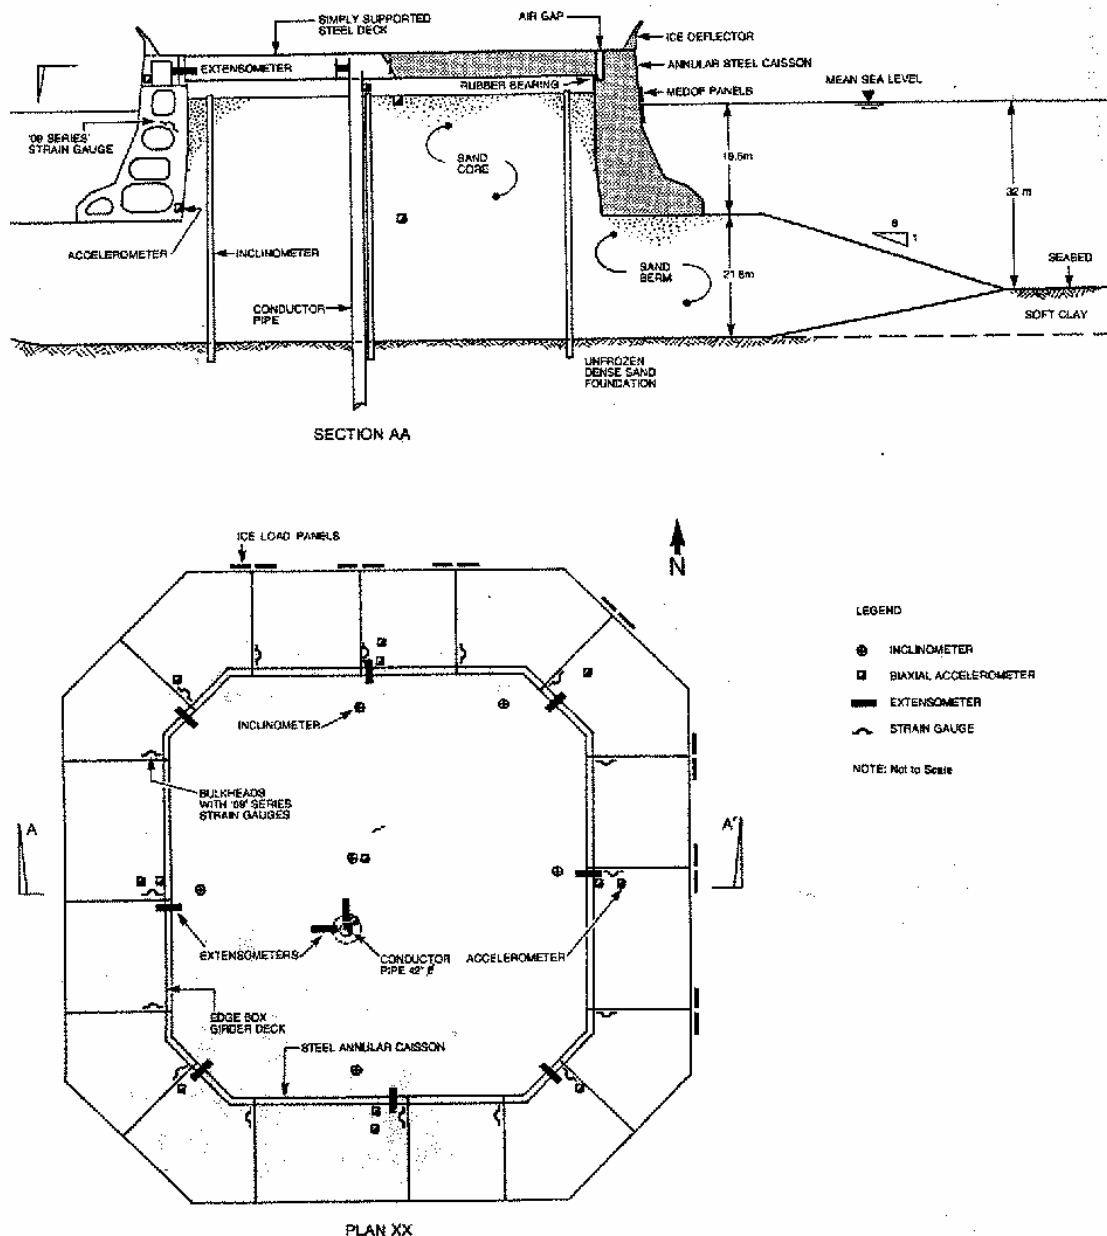 SIMPLY SUPPORTED
STEEL DECK
AIR GAP
ICE DEFLECTOR
EXTENSOMETER
ANNULAR STEEL CAISSON
RUBBER BEARING
MEAN SEA LEVEL
MEDOF PANELS
'09 SERIES'
STRAIN GAUGE
SAND
CORE
19.5m
32 m
8
1
ACCELEROMETER
INCLINOMETER
SAND
BERM
21.6m
SEABED
CONDUCTOR
PIPE
SOFT CLAY
UNFROZEN
DENSE SAND
FOUNDATION
SECTION AA
ICE LOAD PANELS
N
LEGEND
INCLINOMETER
BIAXIAL ACCELEROMETER
EXTENSOMETER
STRAIN GAUGE
NOTE: Not to Scale
INCLINOMETER
BULKHEADS
WITH '09' SERIES
STRAIN GAUGES
A
A'
EXTENSOMETERS
CONDUCTOR
PIPE 42" ø
ACCELEROMETER
EDGE BOX
GIRDER DECK
STEEL ANNULAR CAISSON
PLAN XX